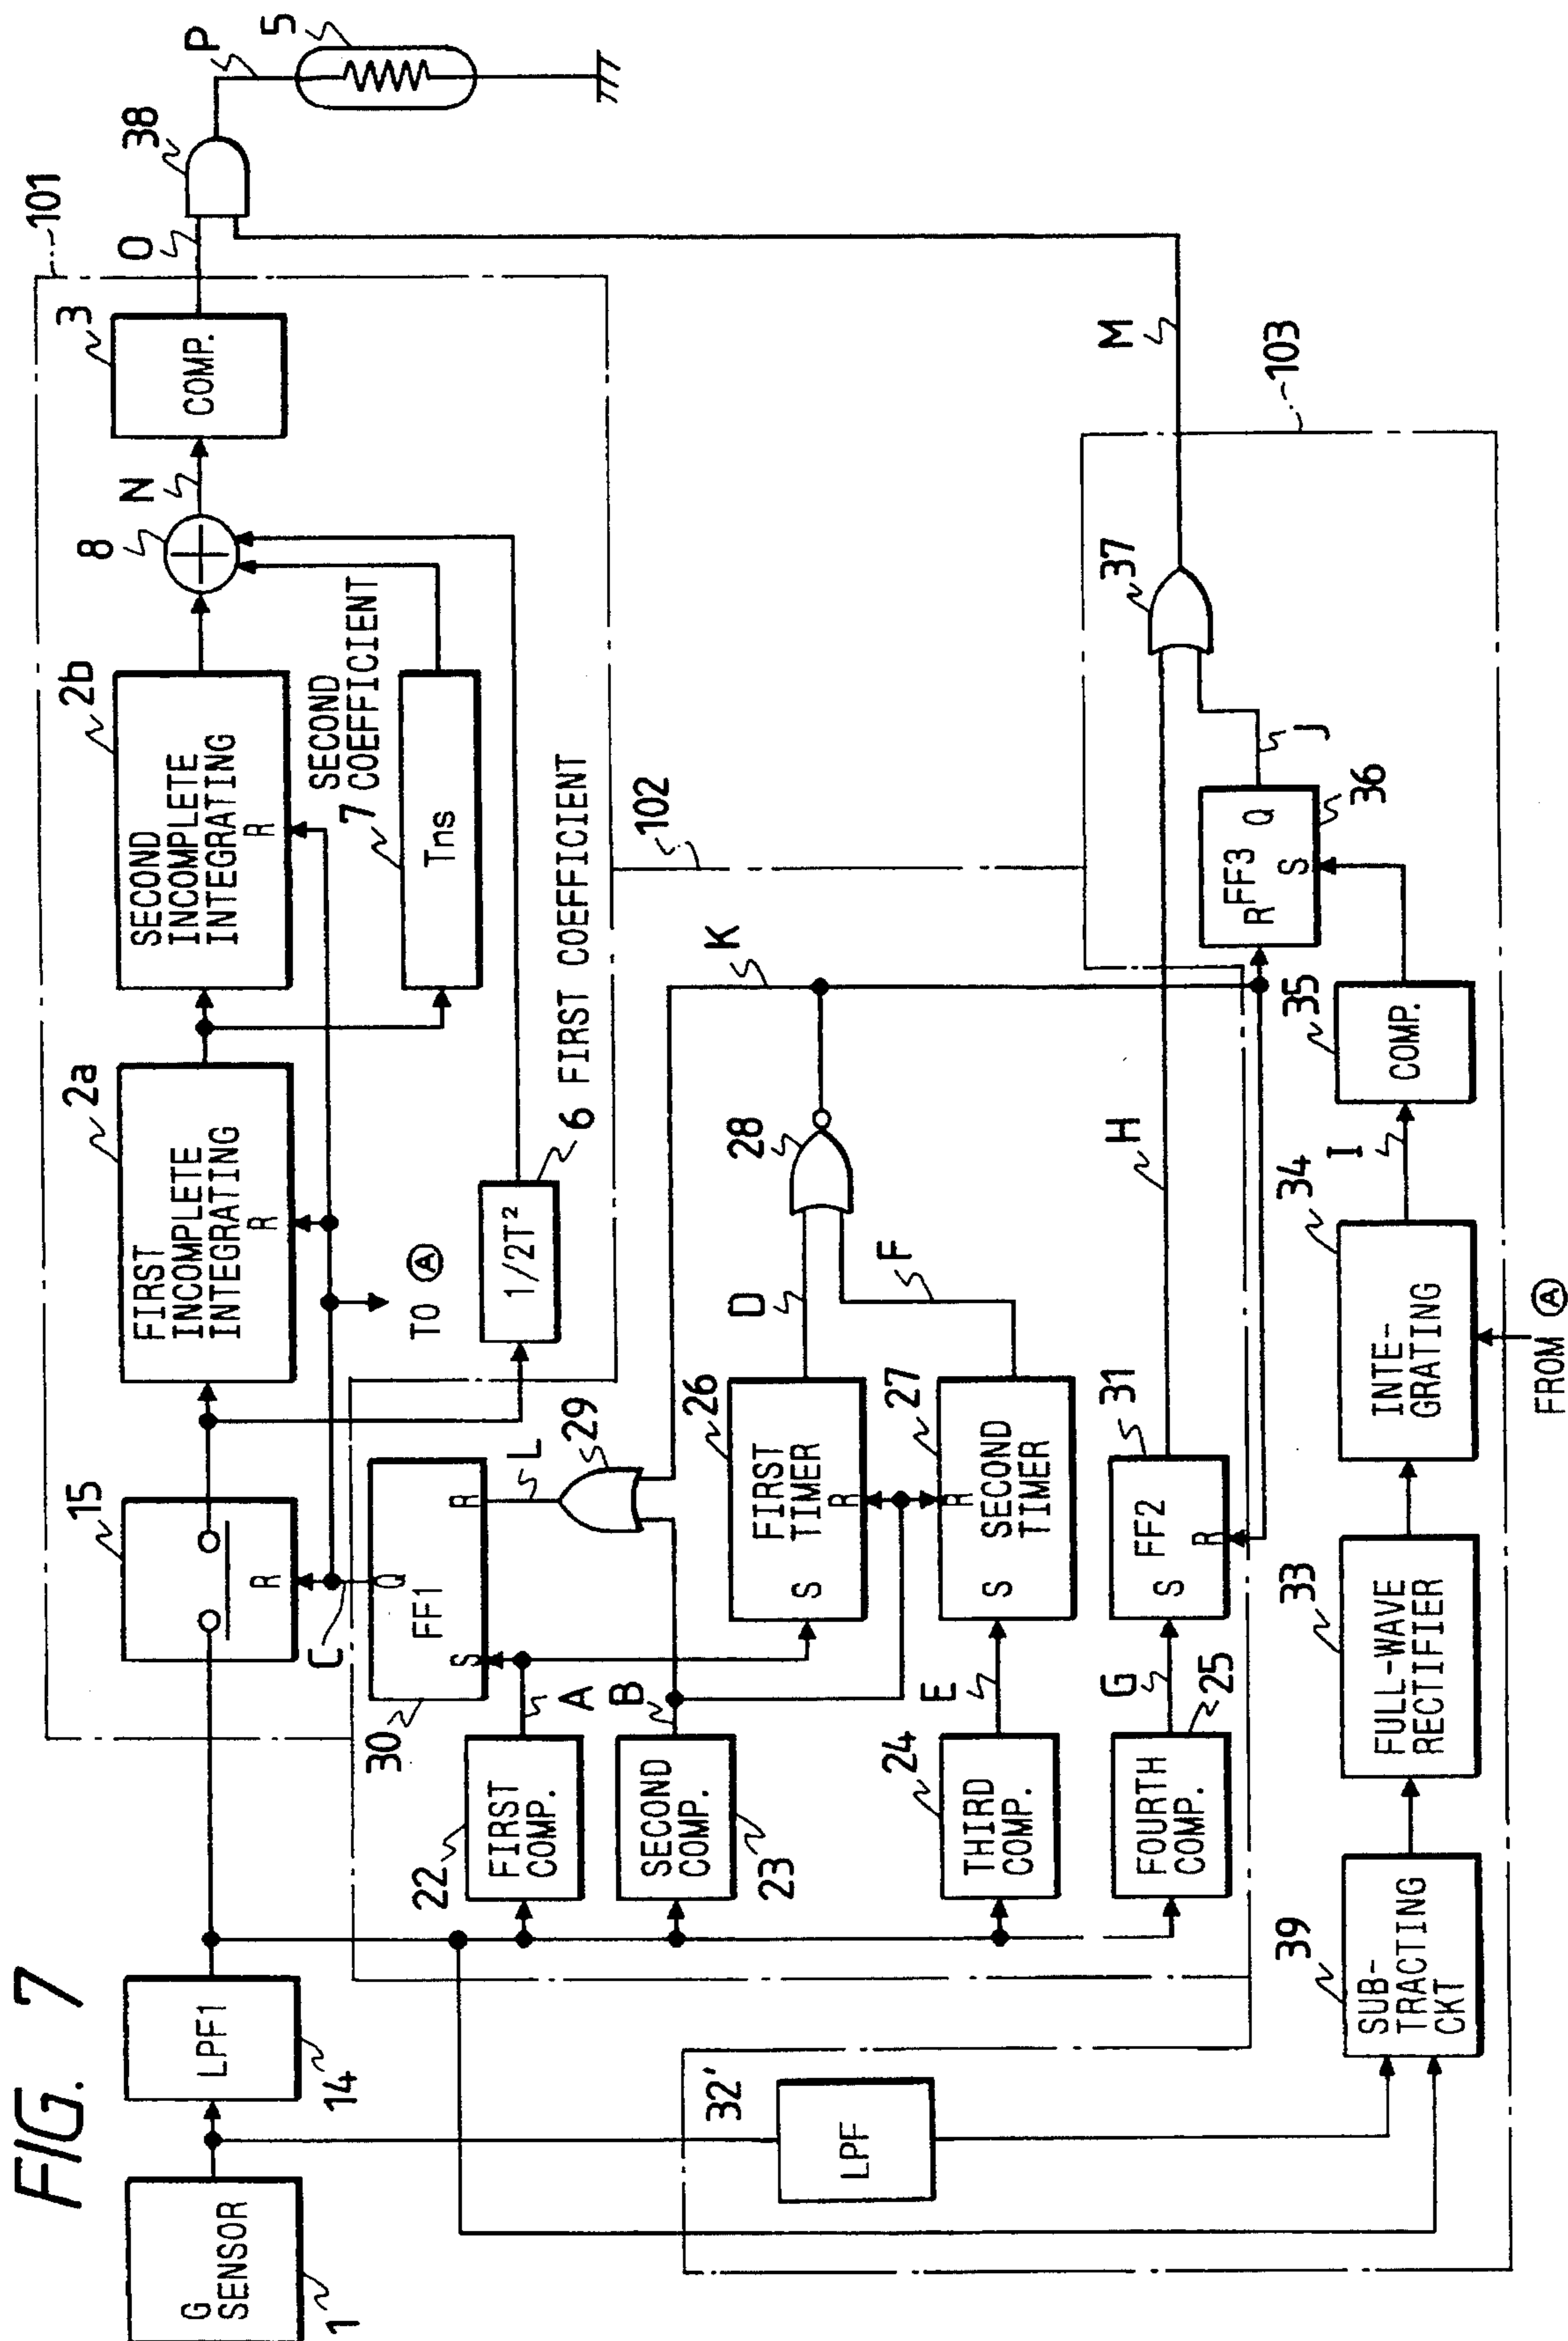 FIG. 7
G
SENSOR
1
LPF1
14
15
R
101
FIRST
INCOMPLETE
INTEGRATING
R
2a
SECOND
INCOMPLETE
INTEGRATING
R
2b
8
N
COMP.
3
O
38
P
5
TO Ⓐ
1/2T²
6 FIRST COEFFICIENT
Tns
7 SECOND
COEFFICIENT
102
C
Q
FF1
S
R
30
L
29
FIRST
COMP.
22
A
SECOND
COMP.
23
B
THIRD
COMP.
24
E
FOURTH
COMP.
25
G
FIRST
TIMER
S
R
26
D
SECOND
TIMER
S
R
27
F
28
K
FF2
S
R
31
H
M
103
37
J
FF3
R
S
Q
36
LPF
32'
SUB-
TRACTING
CKT
39
FULL-WAVE
RECTIFIER
33
INTE-
GRATING
34
FROM Ⓐ
I
COMP.
35